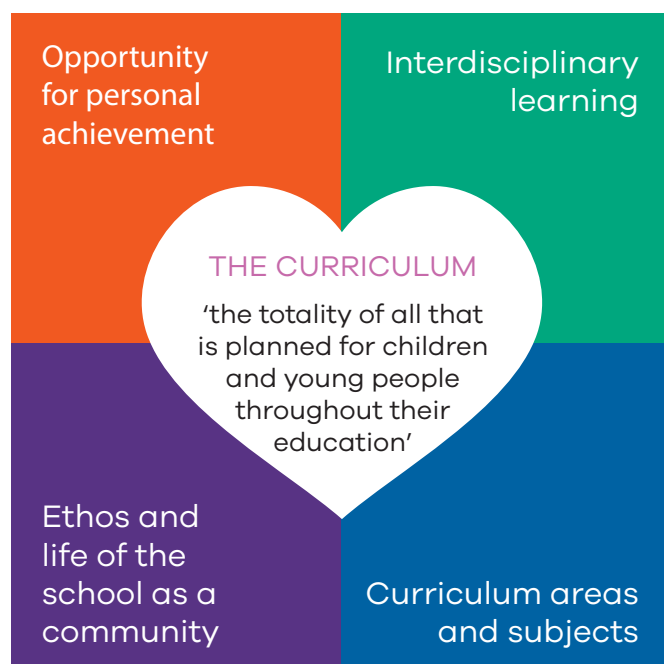 Opportunity
for personal
achievement
Interdisciplinary
learning
THE CURRICULUM
‘the totality of all that
is planned for children
and young people
throughout their
education’
Ethos and
life of the
school as a
community
Curriculum areas
and subjects